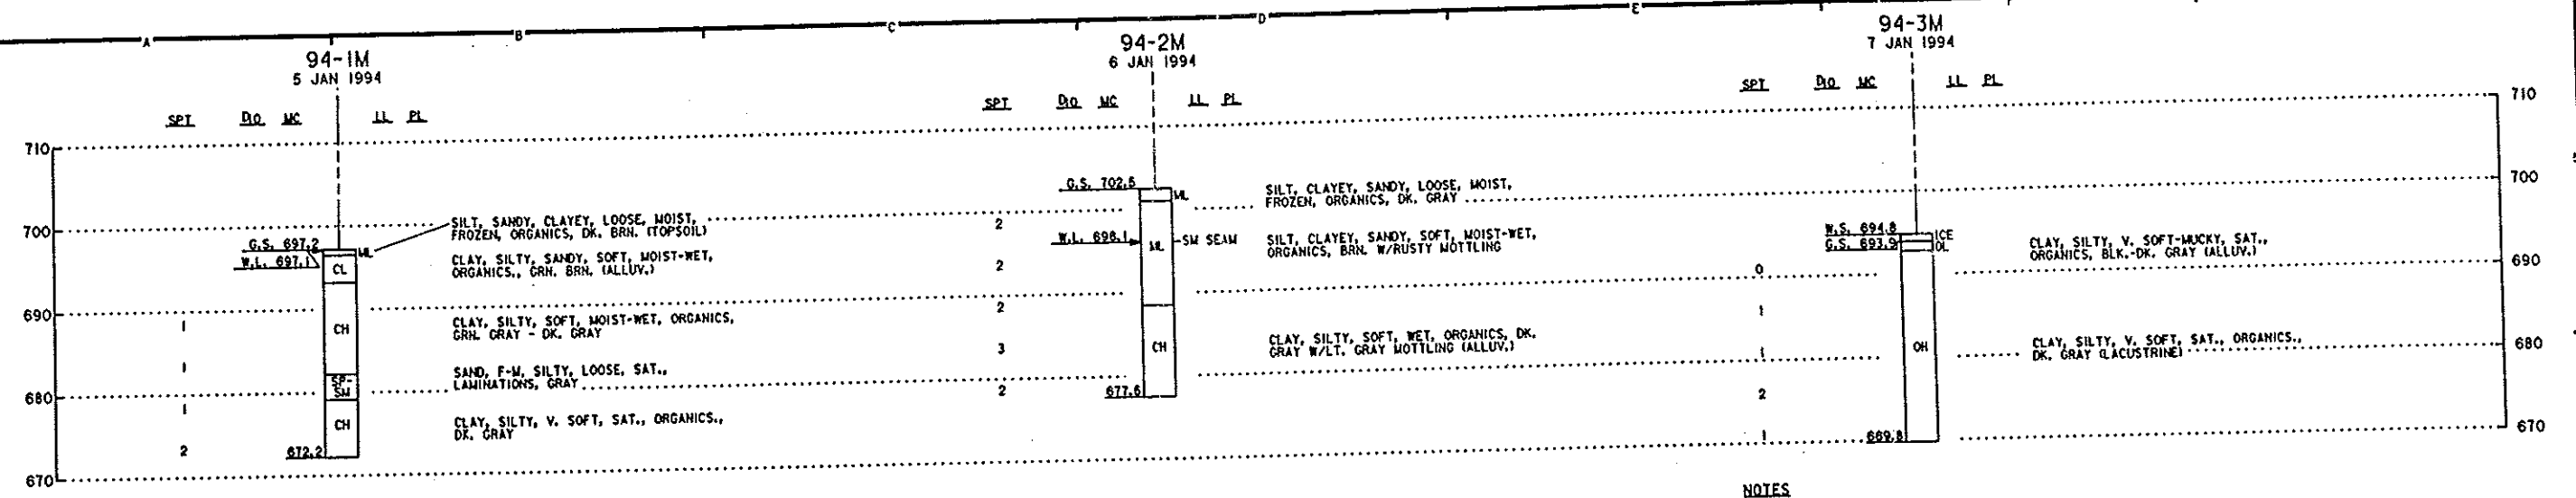 A B C D E
94-1M
5 JAN 1994
SPT D10 MC LL PL
710
700
690
680
670
G.S. 697.2
W.L. 697.1
ML
CL
CH
SP-
SM
CH
672.2
1
1
1
2
SILT, SANDY, CLAYEY, LOOSE, MOIST,
FROZEN, ORGANICS, DK. BRN. (TOPSOIL)
CLAY, SILTY, SANDY, SOFT, MOIST-WET,
ORGANICS., GRN. BRN. (ALLUV.)
CLAY, SILTY, SOFT, MOIST-WET, ORGANICS,
GRN. GRAY - DK. GRAY
SAND, F-M, SILTY, LOOSE, SAT.,
LAMINATIONS, GRAY
CLAY, SILTY, V. SOFT, SAT., ORGANICS.,
DK. GRAY
94-2M
6 JAN 1994
SPT D10 MC LL PL
G.S. 702.5
W.L. 696.1
ML
ML
SM SEAM
CH
677.5
2
2
2
3
2
SILT, CLAYEY, SANDY, LOOSE, MOIST,
FROZEN, ORGANICS, DK. GRAY
SILT, CLAYEY, SANDY, SOFT, MOIST-WET,
ORGANICS, BRN. W/RUSTY MOTTLING
CLAY, SILTY, SOFT, WET, ORGANICS, DK.
GRAY W/LT. GRAY MOTTLING (ALLUV.)
94-3M
7 JAN 1994
SPT D10 MC LL PL
W.S. 694.8
G.S. 693.9
ICE
OL
OH
669.8
0
1
1
2
1
CLAY, SILTY, V. SOFT-MUCKY, SAT.,
ORGANICS, BLK.-DK. GRAY (ALLUV.)
CLAY, SILTY, V. SOFT, SAT., ORGANICS.,
DK. GRAY (LACUSTRINE)
710
700
690
680
670
NOTES